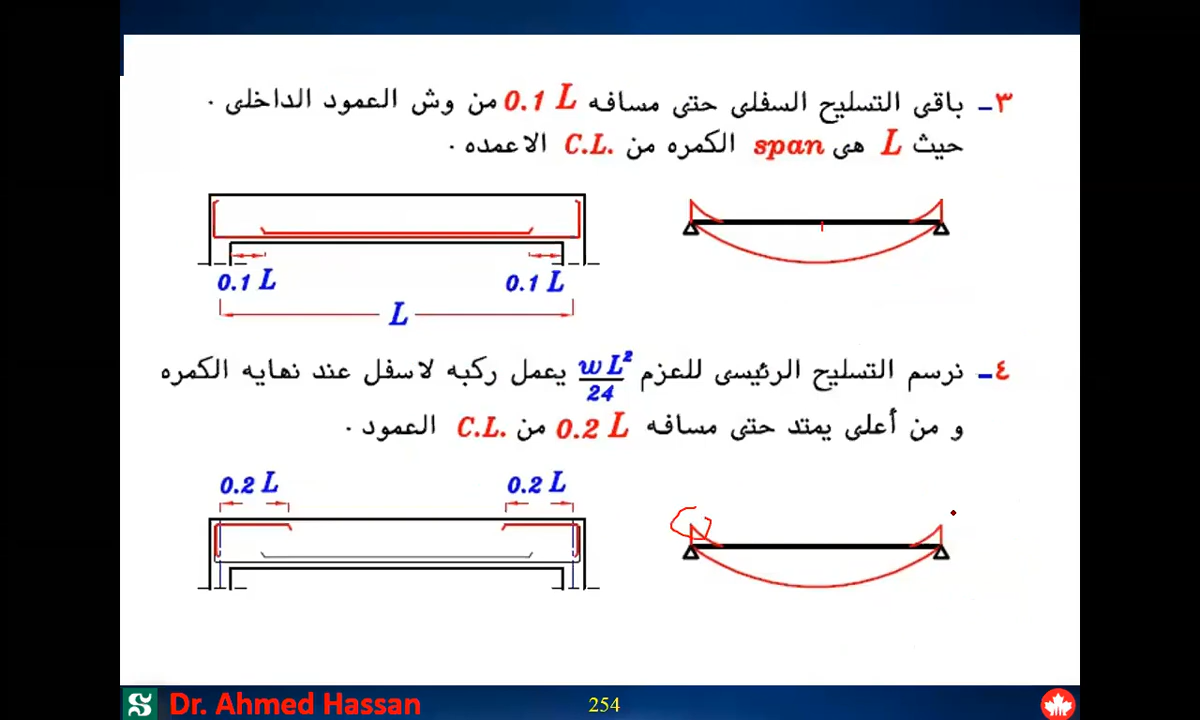 ٣- باقى التسليح السفلى حتى مسافه 0.1 L من وش العمود الداخلى .
حيث L هى span الكمره من C.L. الاعمده .
0.1 L
0.1 L
L
٤- نرسم التسليح الرئيسى للعزم wL²/24 يعمل ركبه لاسفل عند نهايه الكمره
و من أعلى يمتد حتى مسافه 0.2 L من C.L. العمود .
0.2 L
0.2 L
Dr. Ahmed Hassan
254